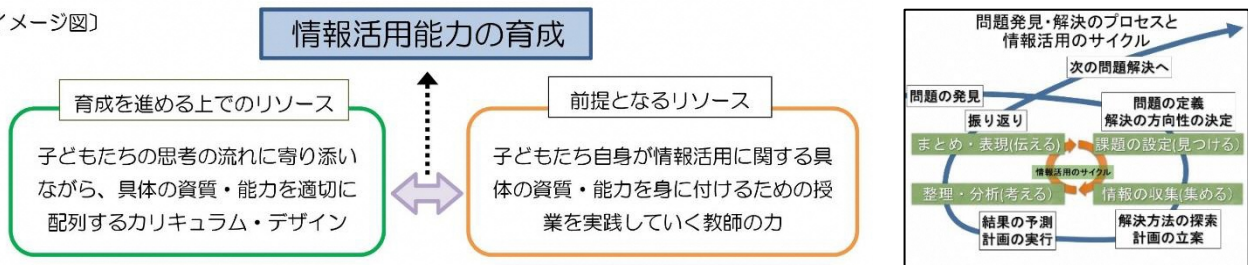 イメージ図〕
情報活用能力の育成
育成を進める上でのリソース
子どもたちの思考の流れに寄り添い
ながら、具体の資質・能力を適切に
配列するカリキュラム・デザイン
前提となるリソース
子どもたち自身が情報活用に関する具
体の資質・能力を身に付けるための授
業を実践していく教師の力
問題発見・解決のプロセスと
情報活用のサイクル
次の問題解決へ
問題の発見
問題の定義
解決の方向性の決定
振り返り
まとめ・表現(伝える)
課題の設定(見つける)
情報活用のサイクル
整理・分析(考える)
情報の収集(集める)
結果の予測
計画の実行
解決方法の探索
計画の立案